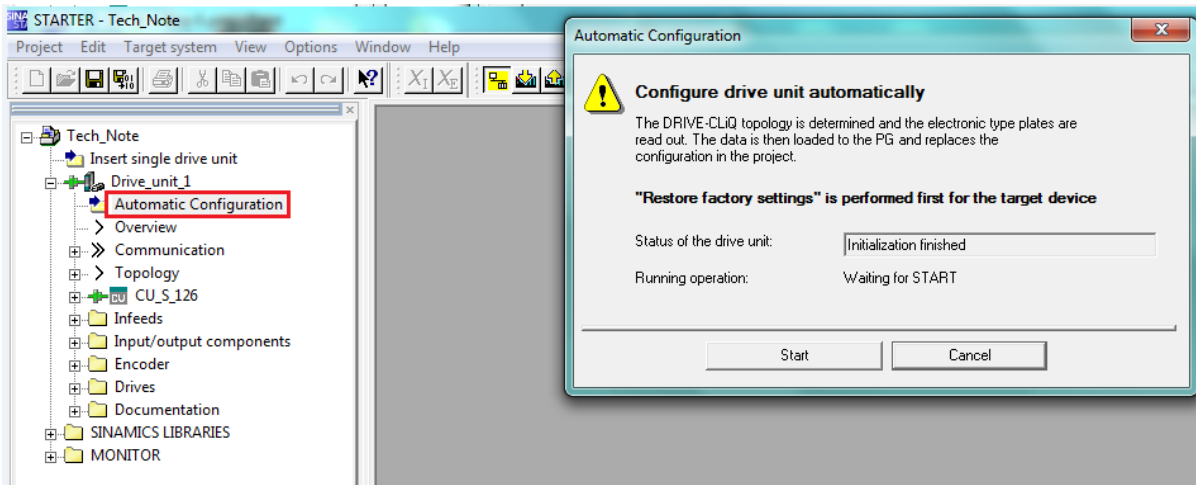 STARTER - Tech_Note
Project Edit Target system View Options Window Help
Tech_Note
Insert single drive unit
Drive_unit_1
Automatic Configuration
Overview
Communication
Topology
CU CU_S_126
Infeeds
Input/output components
Encoder
Drives
Documentation
SINAMICS LIBRARIES
MONITOR
Automatic Configuration
Configure drive unit automatically
The DRIVE-CLiQ topology is determined and the electronic type plates are
read out. The data is then loaded to the PG and replaces the
configuration in the project.
"Restore factory settings" is performed first for the target device
Status of the drive unit: Initialization finished
Running operation: Waiting for START
Start Cancel